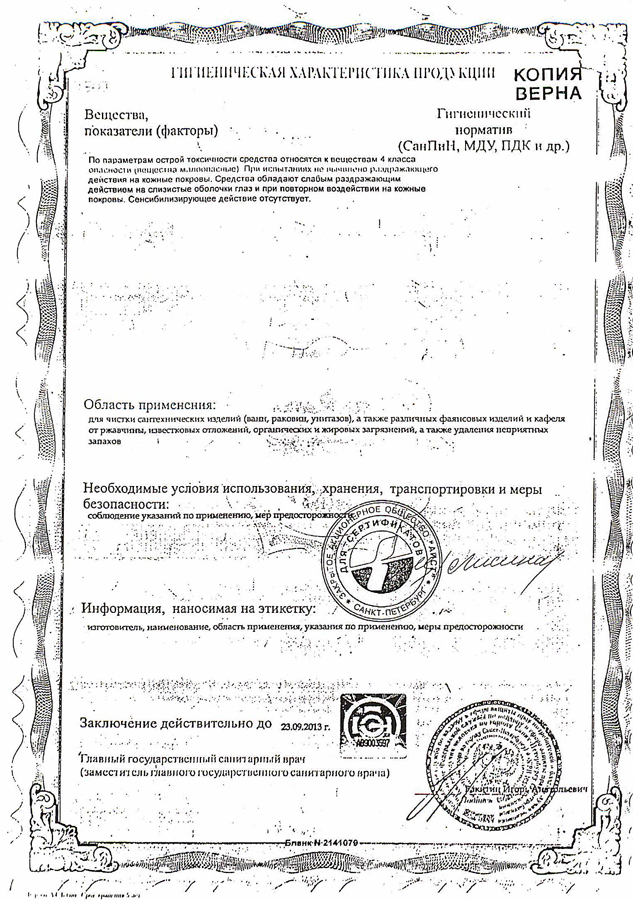 ГИГИЕНИЧЕСКАЯ ХАРАКТЕРИСТИКА ПРОДУКЦИИ
КОПИЯ
ВЕРНА
Вещества,
показатели (факторы)
Гигиенический
норматив
(СанПиН, МДУ, ПДК и др.)
По параметрам острой токсичности средства относятся к веществам 4 класса
опасности (вещества малоопасные) При испытаниях не выявлено раздражающего
действия на кожные покровы. Средства обладают слабым раздражающим
действием на слизистые оболочки глаз и при повторном воздействии на кожные
покровы. Сенсибилизирующее действие отсутствует.
Область применения:
для чистки сантехнических изделий (ванн, раковин, унитазов), а также различных фаянсовых изделий и кафеля
от ржавчины, известковых отложений, органических и жировых загрязнений, а также удаления неприятных
запахов
Необходимые условия использования, хранения, транспортировки и меры
безопасности:
соблюдение указаний по применению, мер предосторожности
ЗАКРЫТОЕ АКЦИОНЕРНОЕ ОБЩЕСТВО "АИСТ"
ДЛЯ СЕРТИФИКАТОВ
САНКТ-ПЕТЕРБУРГ
Информация, наносимая на этикетку:
изготовитель, наименование, область применения, указания по применению, меры предосторожности
Заключение действительно до 23.09.2013 г.
Главный государственный санитарный врач
(заместитель главного государственного санитарного врача)
Ракитин Игорь
Бланк N 2141079